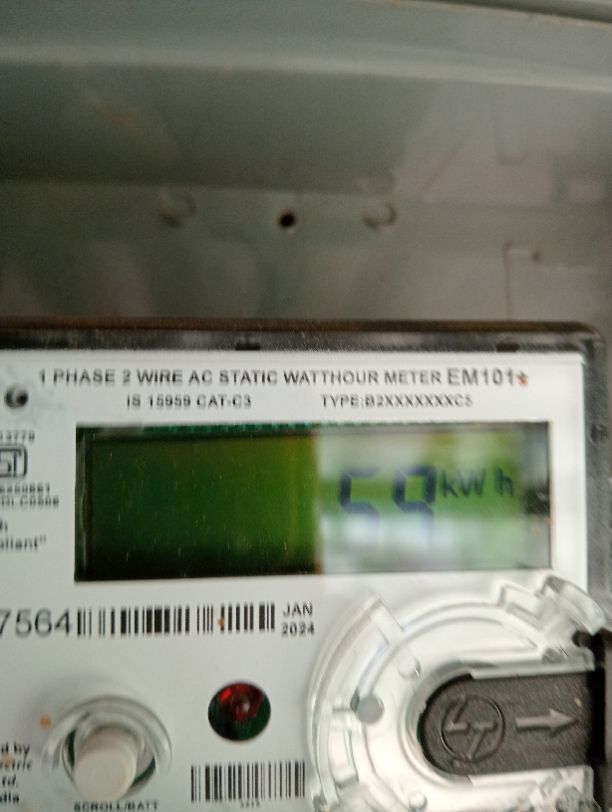 1 PHASE 2 WIRE AC STATIC WATTHOUR METER EM101*
IS 15959 CAT-C3 TYPE:B2XXXXXXXC5
59 kWh
7564
JAN
2024
SCROLL/BATT